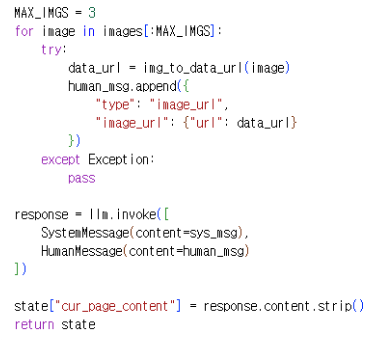 MAX_IMGS = 3
for image in images[:MAX_IMGS]:
    try:
        data_url = img_to_data_url(image)
        human_msg.append({
            "type": "image_url",
            "image_url": {"url": data_url}
        })
    except Exception:
        pass

response = llm.invoke([
    SystemMessage(content=sys_msg),
    HumanMessage(content=human_msg)
])

state["cur_page_content"] = response.content.strip()
return state